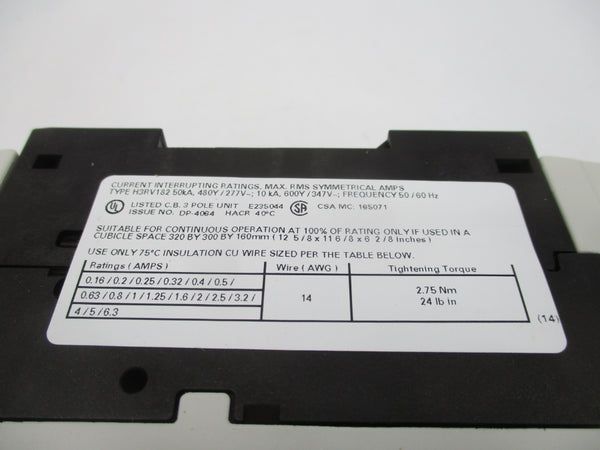 CURRENT INTERRUPTING RATINGS, MAX. RMS SYMMETRICAL AMPS
TYPE H3RV182 50kA, 480Y/277V~; 10 kA, 600Y/347V~; FREQUENCY 50/60 Hz
UL LISTED C.B. 3 POLE UNIT E235044 SA CSA MC: 165071
ISSUE NO. DP-4064 HACR 40°C
SUITABLE FOR CONTINUOUS OPERATION AT 100% OF RATING ONLY IF USED IN A
CUBICLE SPACE 320 BY 300 BY 160mm ( 12 5/8 x 11 6/8 x 6 2/8 inches )
USE ONLY 75°C INSULATION CU WIRE SIZED PER THE TABLE BELOW.
Ratings ( AMPS ) Wire ( AWG ) Tightening Torque
0.16 / 0.2 / 0.25 / 0.32 / 0.4 / 0.5 /
0.63 / 0.8 / 1 / 1.25 / 1.6 / 2 / 2.5 / 3.2 /
4 / 5 / 6.3
14
2.75 Nm
24 lb in
(14)